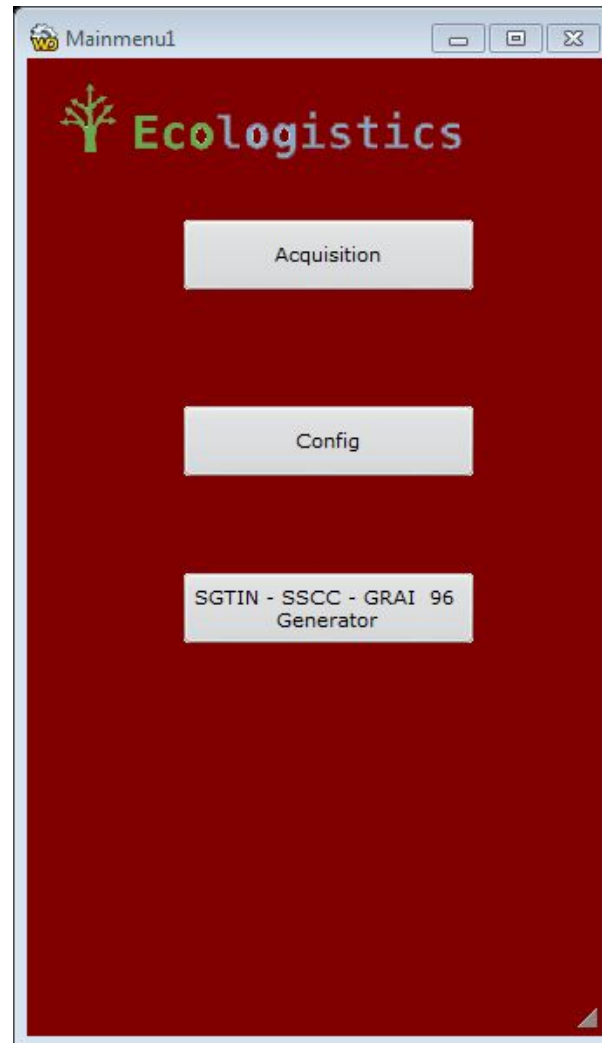 Mainmenu1
Ecologistics
Acquisition
Config
SGTIN - SSCC - GRAI 96
Generator